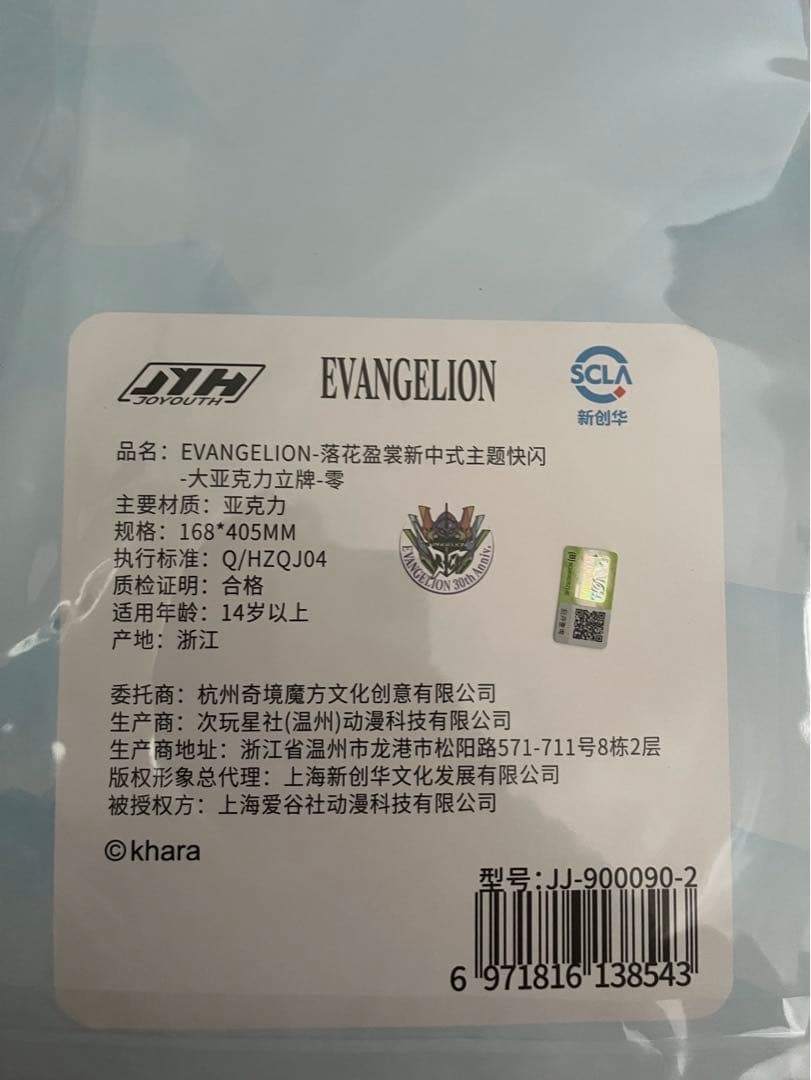 JYH
JOYOUTH
EVANGELION
SCLA
新创华
品名：EVANGELION-落花盈裳新中式主题快闪
-大亚克力立牌-零
主要材质：亚克力
规格：168*405MM
执行标准：Q/HZQJ04
质检证明：合格
适用年龄：14岁以上
产地：浙江
EVANGELION
EVANGELION 30th Anniv.
委托商：杭州奇境魔方文化创意有限公司
生产商：次玩星社(温州)动漫科技有限公司
生产商地址：浙江省温州市龙港市松阳路571-711号8栋2层
版权形象总代理：上海新创华文化发展有限公司
被授权方：上海爱谷社动漫科技有限公司
©khara
型号：JJ-900090-2
6 971816 138543